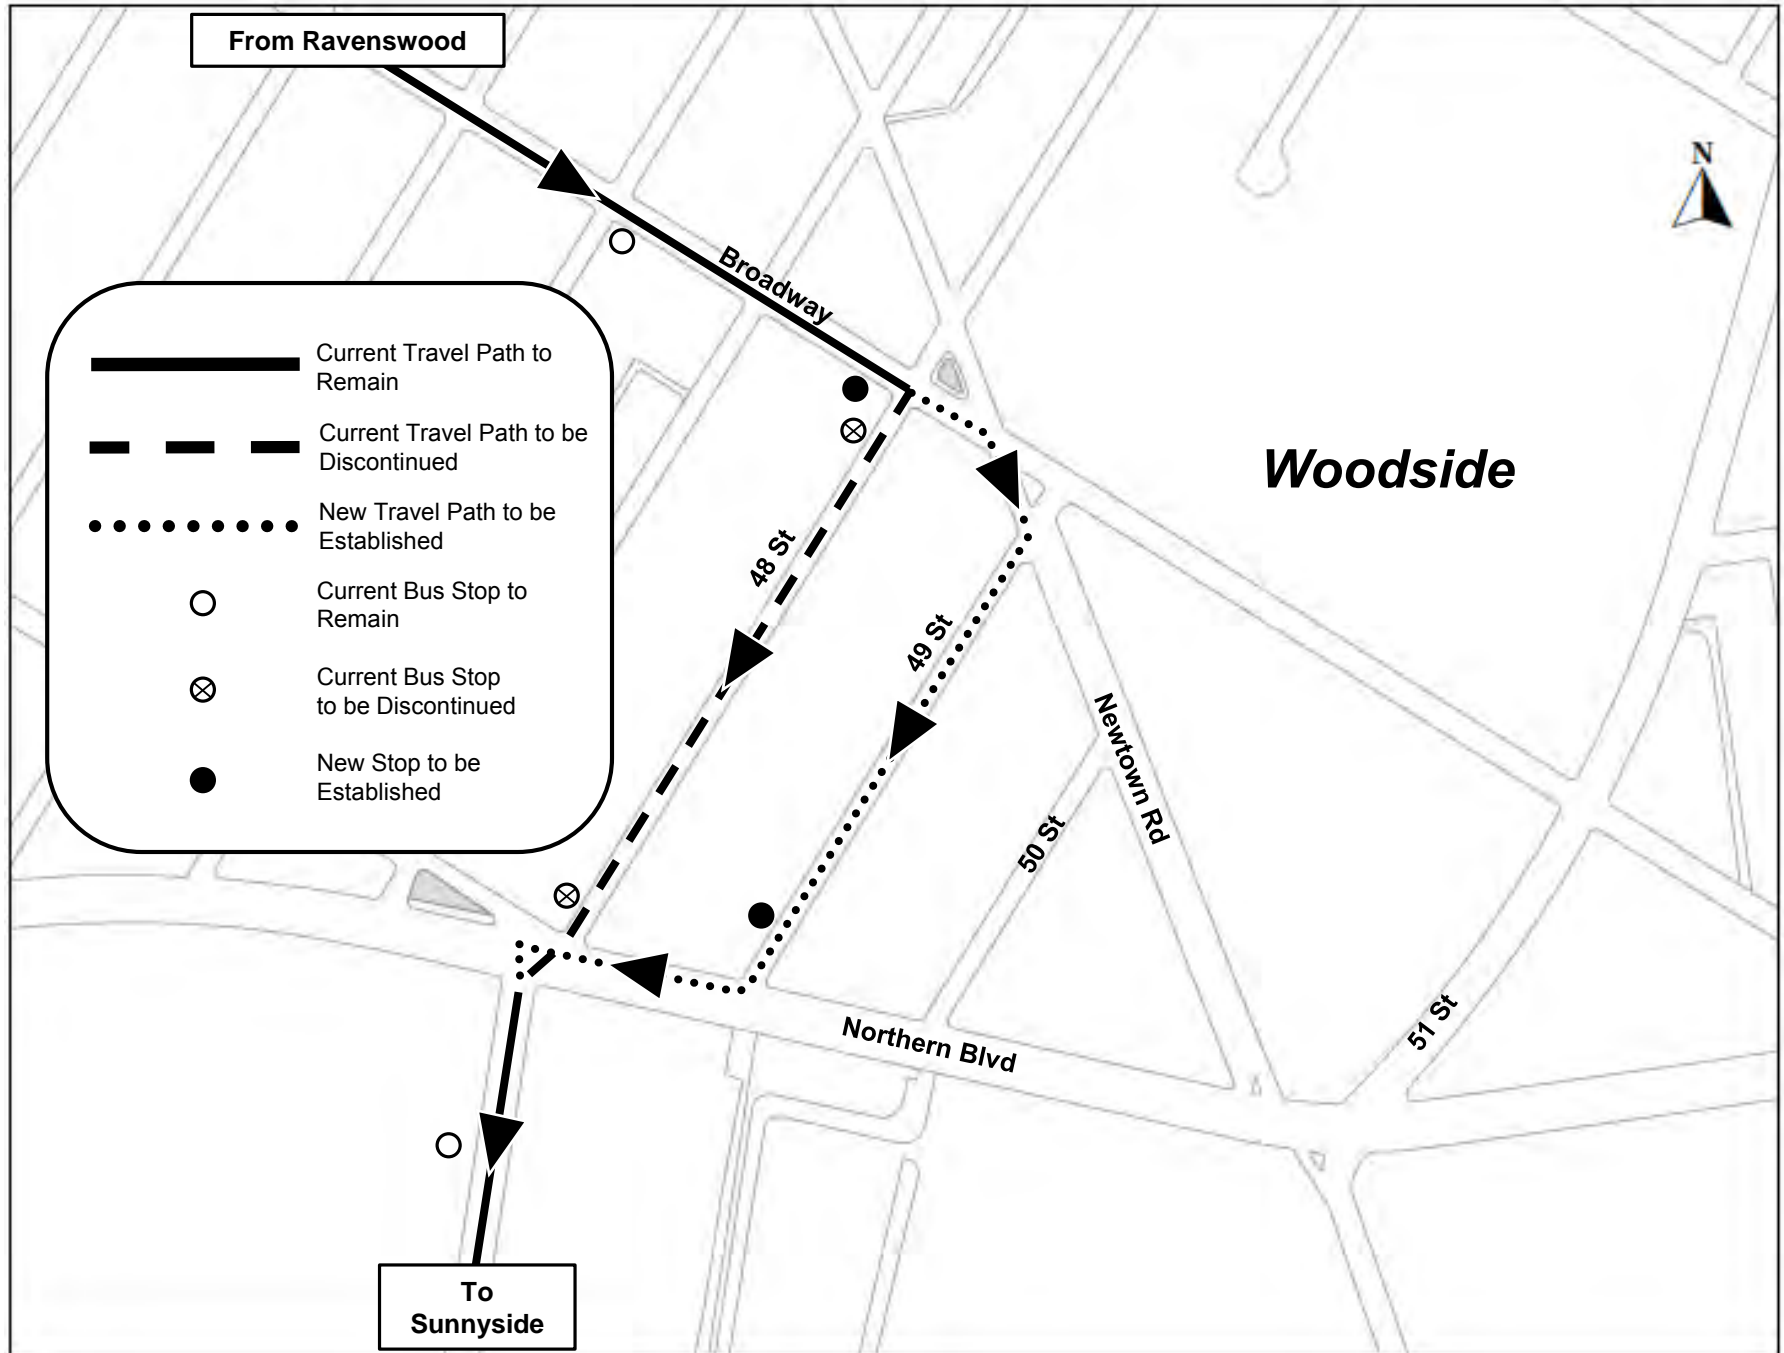 From Ravenswood
N
Broadway
Current Travel Path to
Remain
Current Travel Path to be
Discontinued
New Travel Path to be
Established
Current Bus Stop to
Remain
Current Bus Stop
to be Discontinued
New Stop to be
Established
Woodside
48 St
49 St
Newtown Rd
50 St
51 St
Northern Blvd
To
Sunnyside